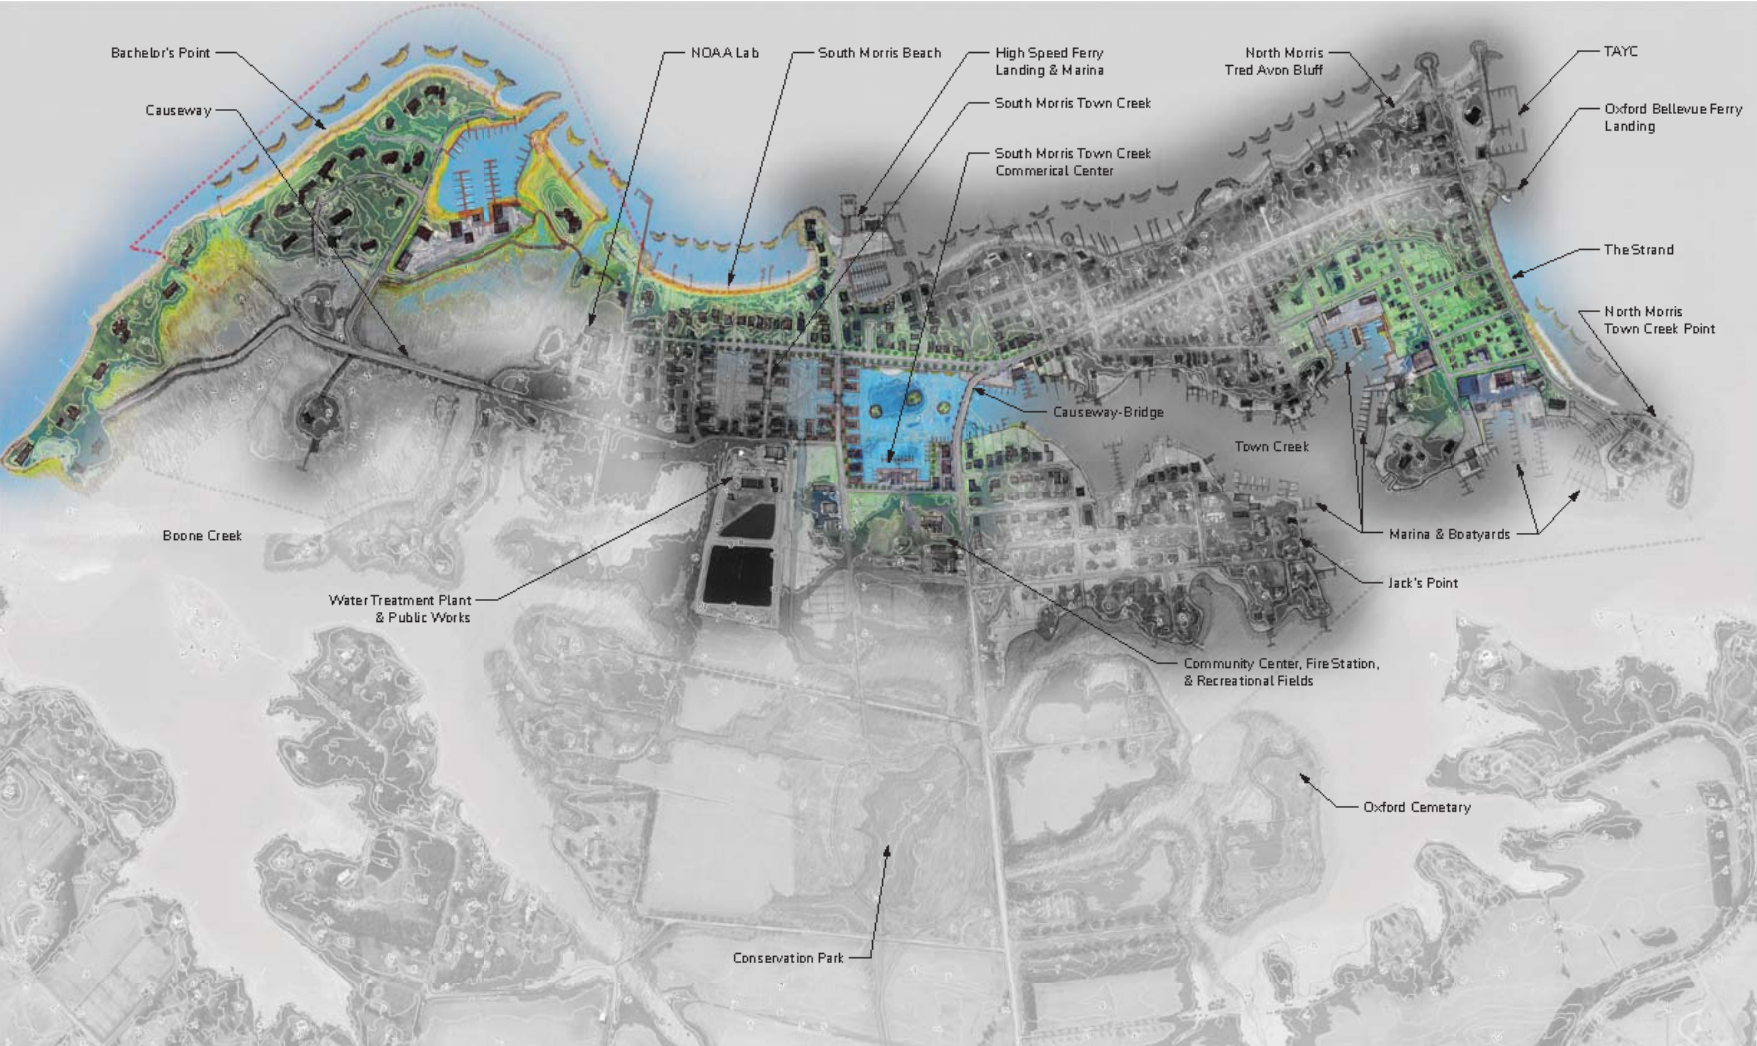 Bachelor's Point
Causeway
NOAA Lab
South Morris Beach
High Speed Ferry
Landing & Marina
South Morris Town Creek
South Morris Town Creek
Commerical Center
North Morris
Tred Avon Bluff
TAYC
Oxford Bellevue Ferry
Landing
The Strand
North Morris
Town Creek Point
Causeway-Bridge
Town Creek
Boone Creek
Marina & Boatyards
Jack's Point
Water Treatment Plant
& Public Works
Community Center, Fire Station,
& Recreational Fields
Oxford Cemetary
Conservation Park